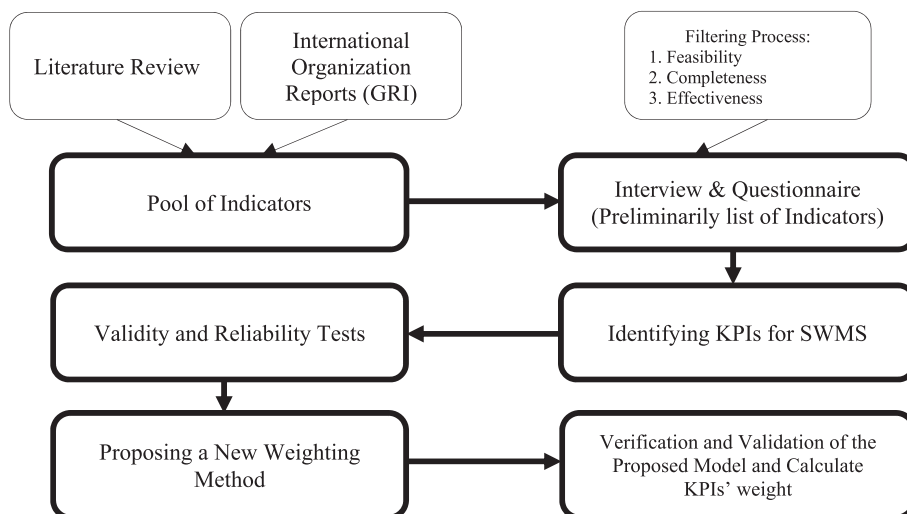 Literature Review
International
Organization
Reports (GRI)
Filtering Process:
1. Feasibility
2. Completeness
3. Effectiveness
Pool of Indicators
Interview & Questionnaire
(Preliminarily list of Indicators)
Validity and Reliability Tests
Identifying KPIs for SWMS
Proposing a New Weighting
Method
Verification and Validation of the
Proposed Model and Calculate
KPIs' weight